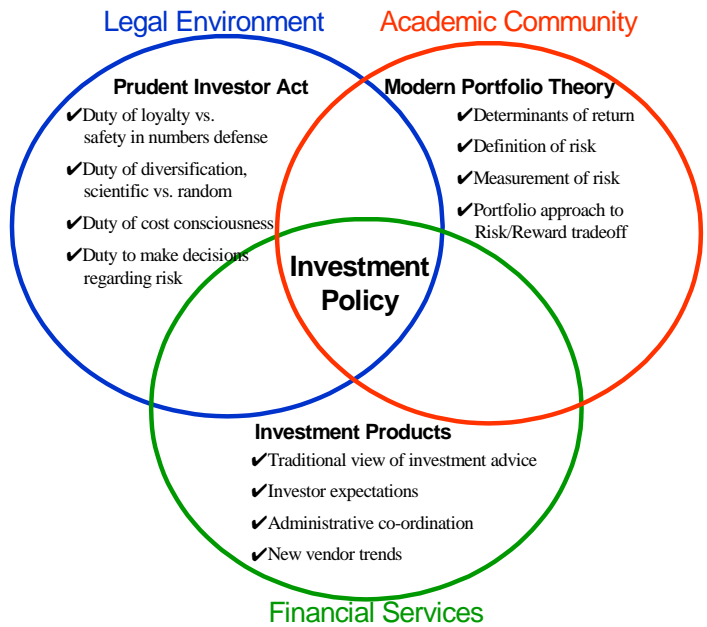 Legal Environment
Academic Community
Prudent Investor Act
✔Duty of loyalty vs.
safety in numbers defense
✔Duty of diversification,
scientific vs. random
✔Duty of cost consciousness
✔Duty to make decisions
regarding risk
Modern Portfolio Theory
✔Determinants of return
✔Definition of risk
✔Measurement of risk
✔Portfolio approach to
Risk/Reward tradeoff
Investment
Policy
Investment Products
✔Traditional view of investment advice
✔Investor expectations
✔Administrative co-ordination
✔New vendor trends
Financial Services